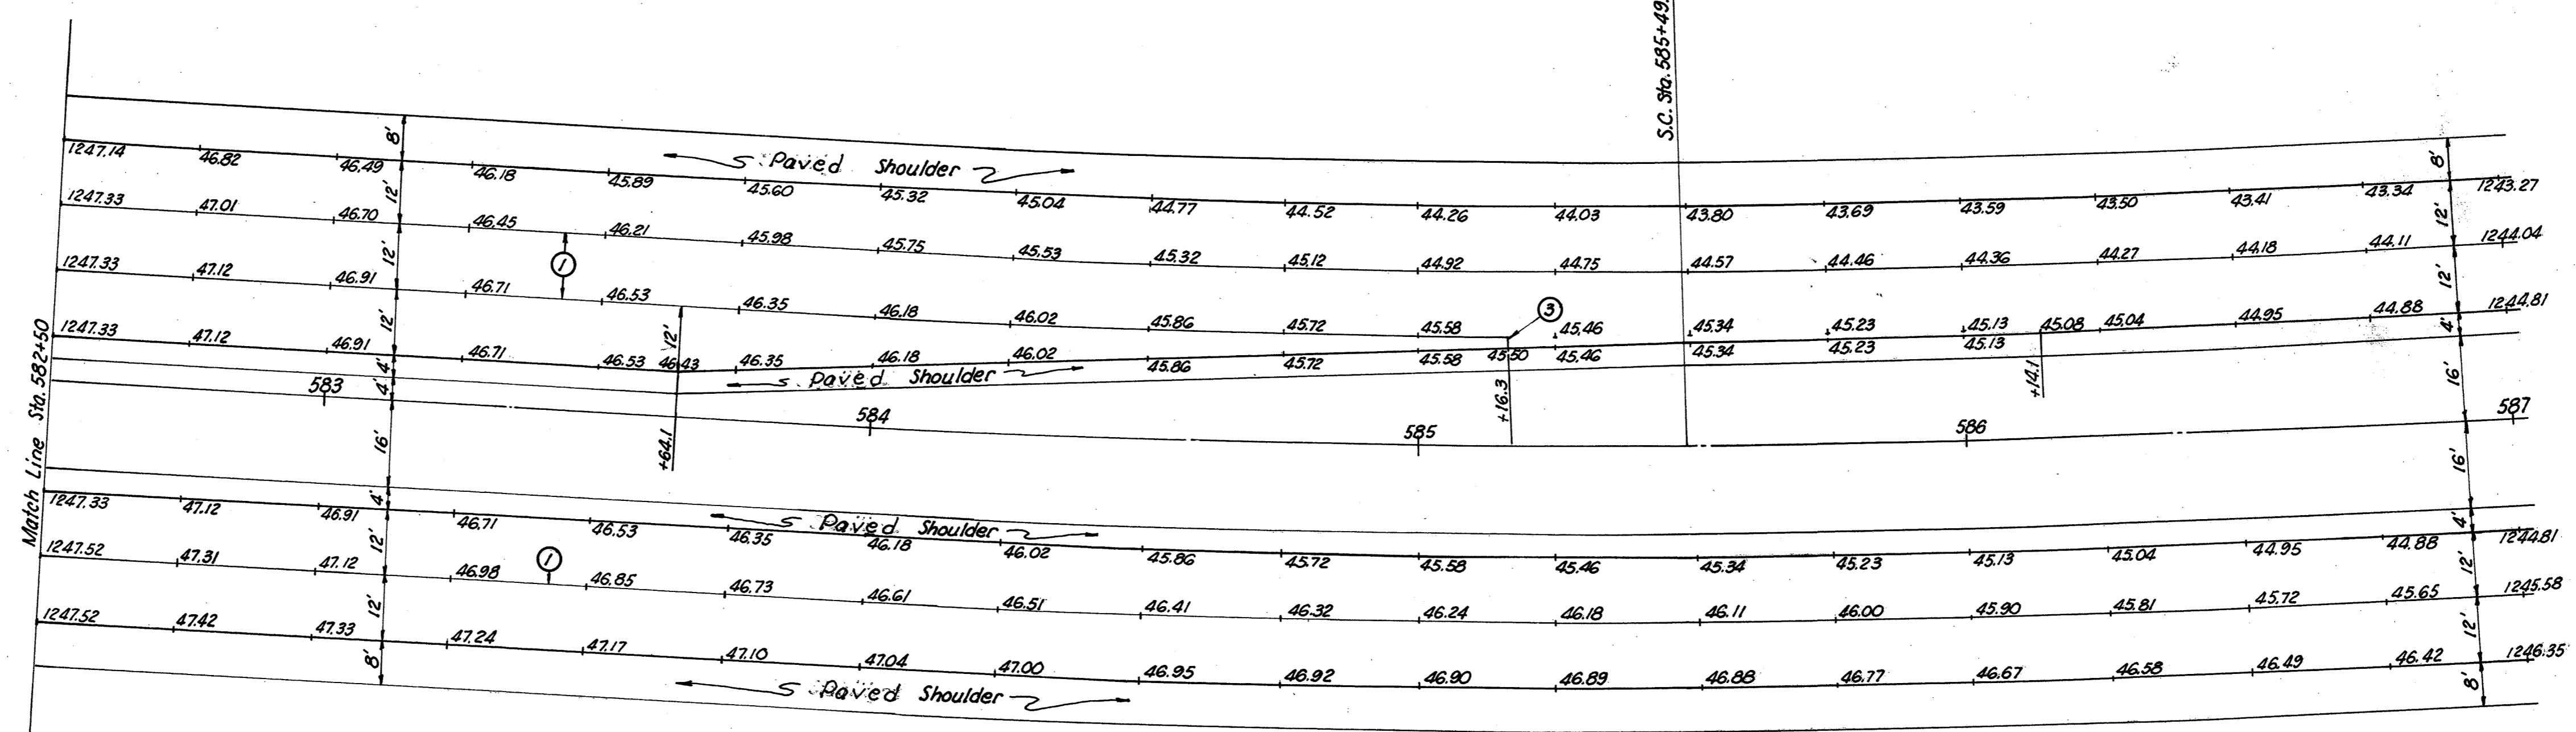 S.C. Sta. 585+49.
Match Line Sta. 582+50
8'
8'
Paved Shoulder
1247.14 46.82 46.49 46.18 45.89 45.60 45.32 45.04 44.77 44.52 44.26 44.03 43.80 43.69 43.59 43.50 43.41 43.34 1243.27
12' 12'
1247.33 47.01 46.70 46.45 46.21 45.98 45.75 45.53 45.32 45.12 44.92 44.75 44.57 44.46 44.36 44.27 44.18 44.11 1244.04
12' 1 12'
1247.33 47.12 46.91 46.71 46.53 46.35 46.18 46.02 45.86 45.72 45.58 3 45.46 45.34 45.23 45.13 45.08 45.04 44.95 44.88 1244.81
12' 12' 4'
1247.33 47.12 46.91 46.71 46.53 46.43 46.35 46.18 46.02 45.86 45.72 45.58 45.50 45.46 45.34 45.23 45.13
4' Paved Shoulder
4' +64.1 +16.3 +14.1 16'
583 584 585 586 587
16' 16'
4' Paved Shoulder 4'
1247.33 47.12 46.91 46.71 46.53 46.35 46.18 46.02 45.86 45.72 45.58 45.46 45.34 45.23 45.13 45.04 44.95 44.88 1244.81
12' 1 12'
1247.52 47.31 47.12 46.98 46.85 46.73 46.61 46.51 46.41 46.32 46.24 46.18 46.11 46.00 45.90 45.81 45.72 45.65 1245.58
12' 12'
1247.52 47.42 47.33 47.24 47.17 47.10 47.04 47.00 46.95 46.92 46.90 46.89 46.88 46.77 46.67 46.58 46.49 46.42 1246.35
8' Paved Shoulder 8'